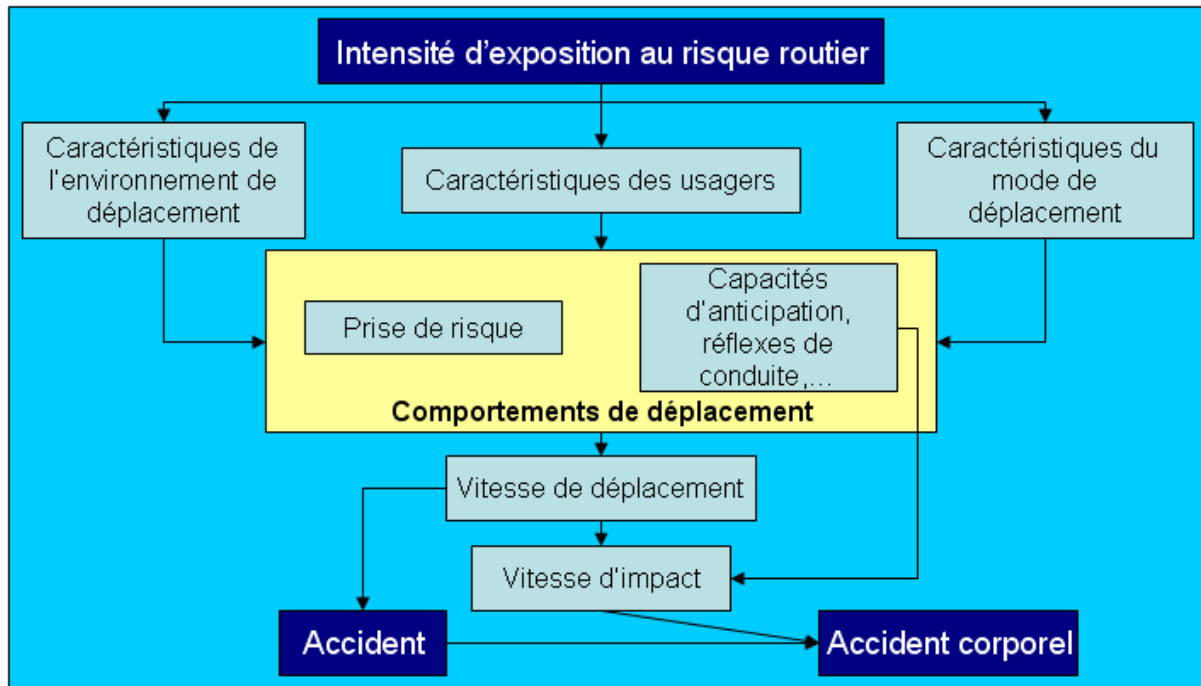 Intensité d'exposition au risque routier
Caractéristiques de
l'environnement de
déplacement
Caractéristiques des usagers
Caractéristiques du
mode de
déplacement
Prise de risque
Capacités
d'anticipation,
réflexes de
conduite,...
Comportements de déplacement
Vitesse de déplacement
Vitesse d'impact
Accident
Accident corporel